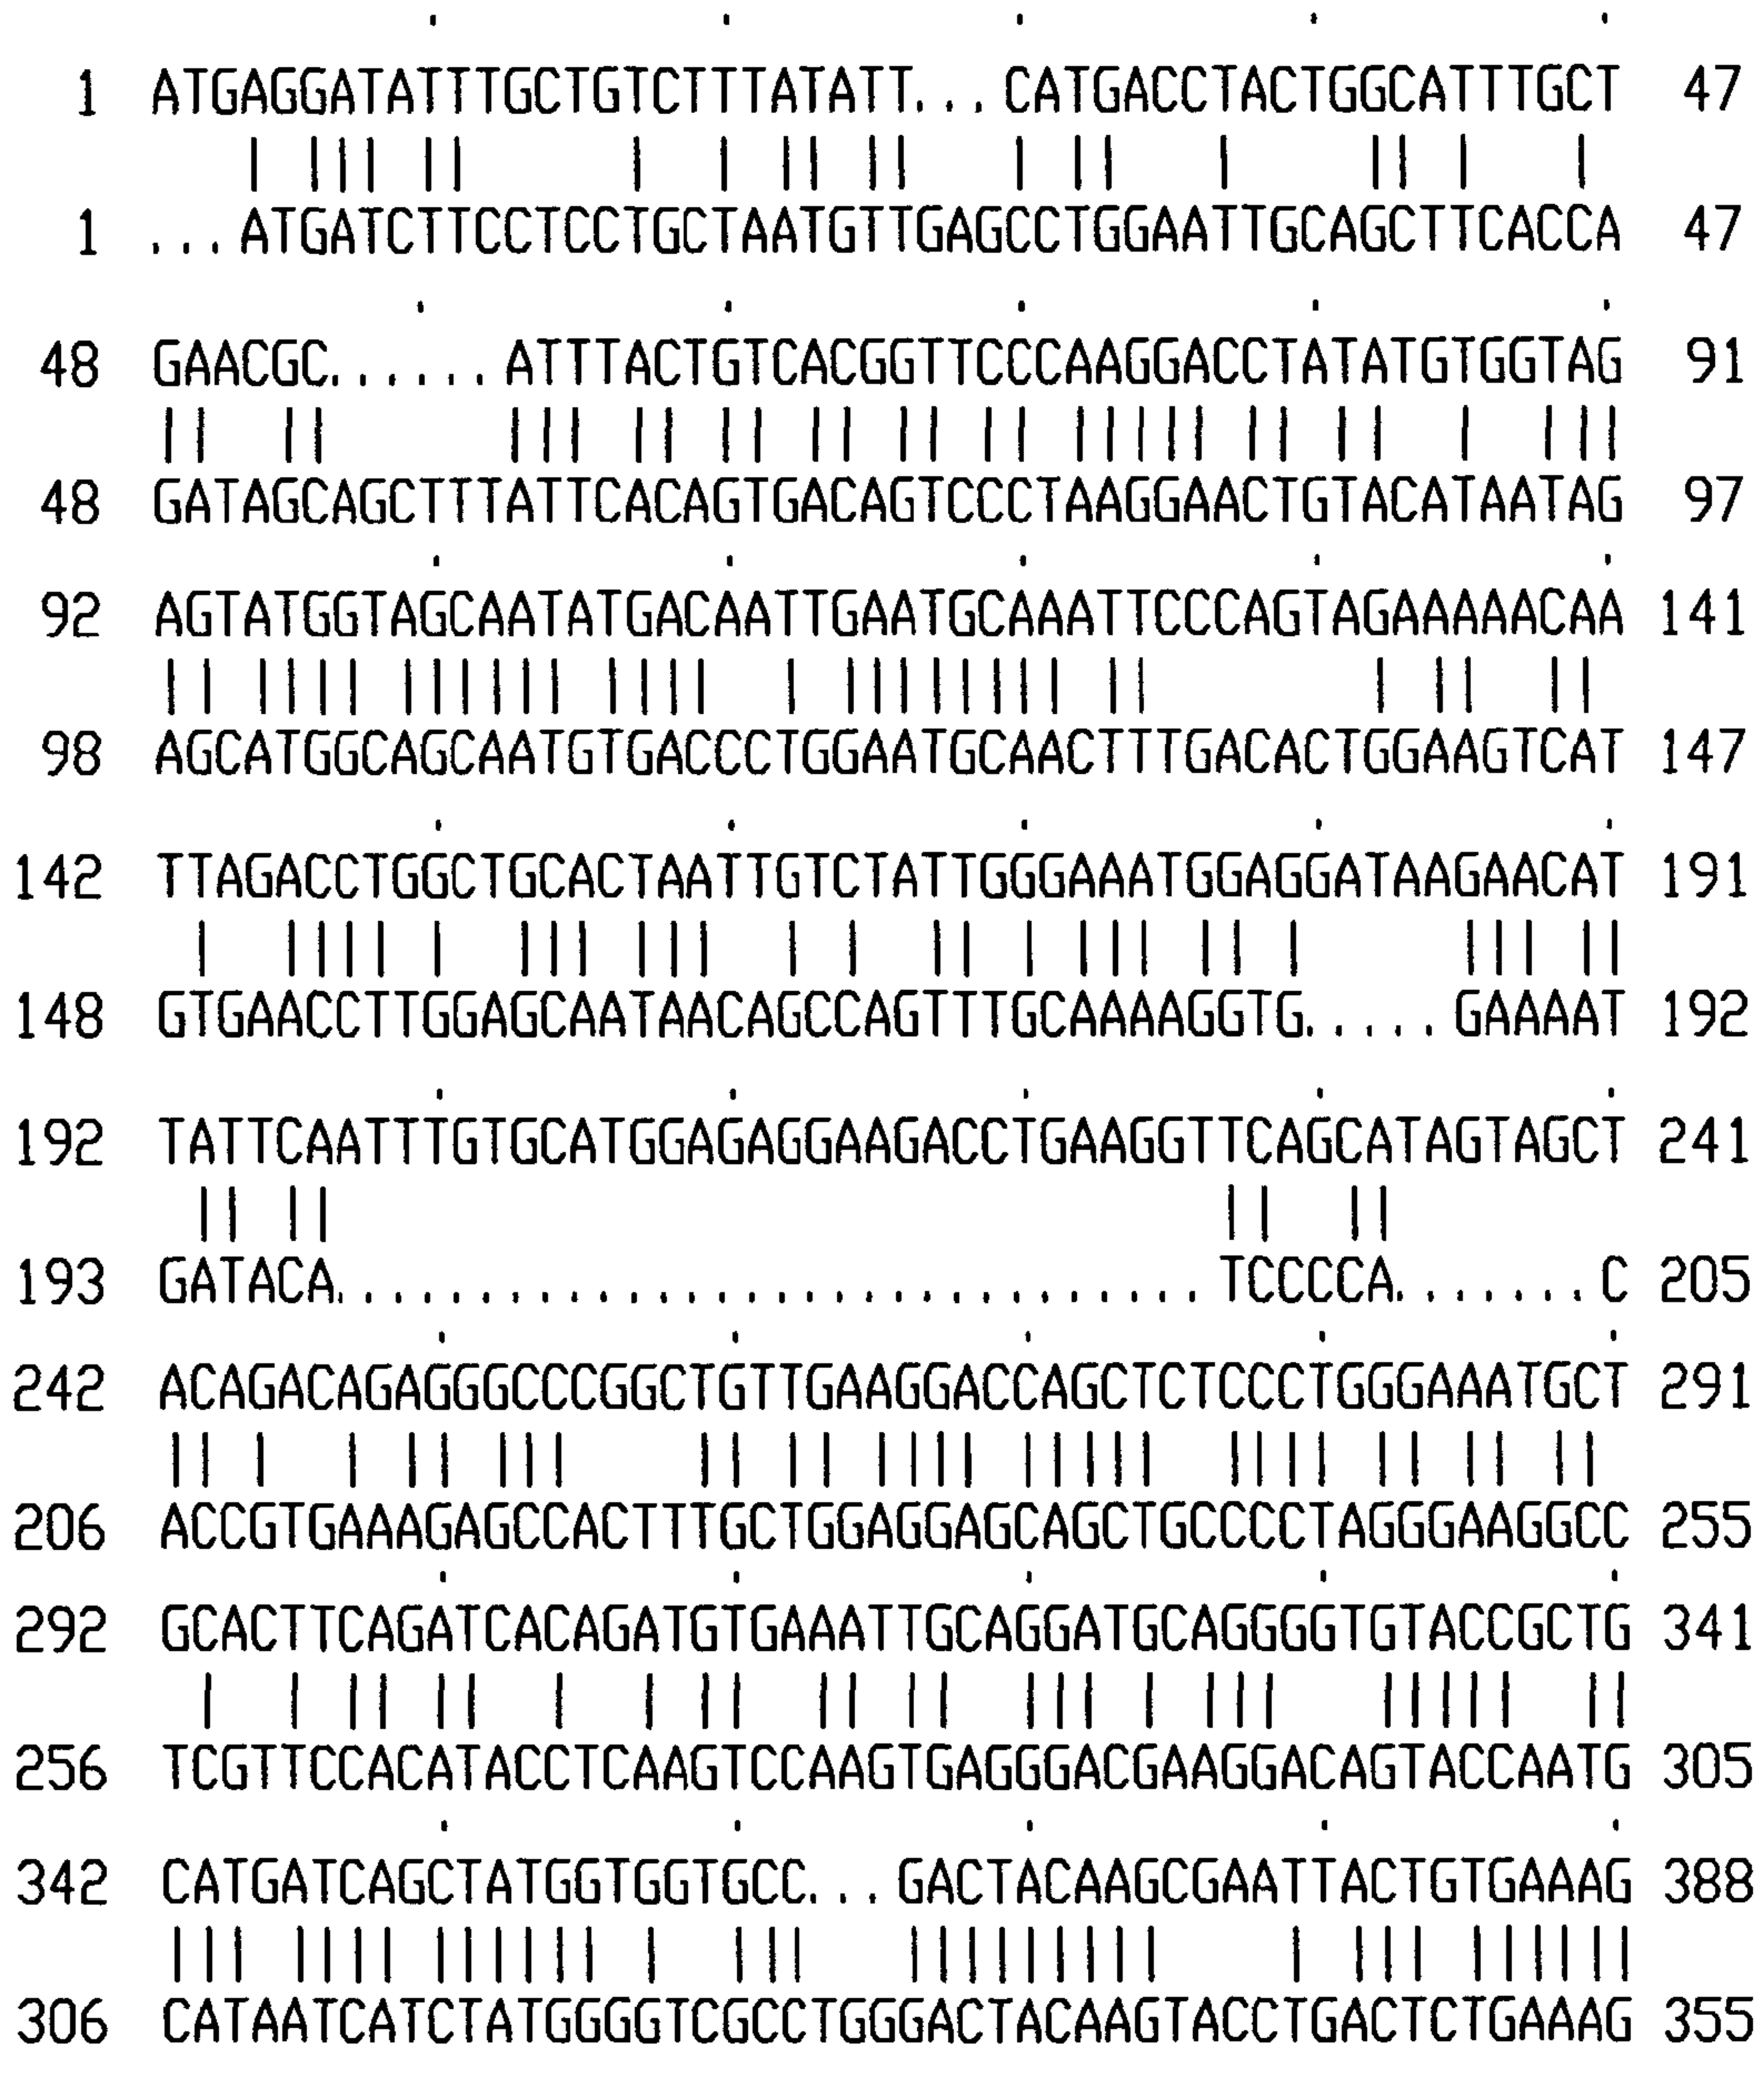 1 ATGAGGATATTTGCTGTCTTTATATT...CATGACCTACTGGCATTTGCT 47
1 ...ATGATCTTCCTCCTGCTAATGTTGAGCCTGGAATTGCAGCTTCACCA 47
48 GAACGC......ATTTACTGTCACGGTTCCCAAGGACCTATATGTGGTAG 91
48 GATAGCAGCTTTATTCACAGTGACAGTCCCTAAGGAACTGTACATAATAG 97
92 AGTATGGTAGCAATATGACAATTGAATGCAAATTCCCAGTAGAAAAACAA 141
98 AGCATGGCAGCAATGTGACCCTGGAATGCAACTTTGACACTGGAAGTCAT 147
142 TTAGACCTGGCTGCACTAATTGTCTATTGGGAAATGGAGGATAAGAACAT 191
148 GTGAACCTTGGAGCAATAACAGCCAGTTTGCAAAAGGTG.....GAAAAT 192
192 TATTCAATTTGTGCATGGAGAGGAAGACCTGAAGGTTCAGCATAGTAGCT 241
193 GATACA..............................TCCCCA.......C 205
242 ACAGACAGAGGGCCCGGCTGTTGAAGGACCAGCTCTCCCTGGGAAATGCT 291
206 ACCGTGAAAGAGCCACTTTGCTGGAGGAGCAGCTGCCCCTAGGGAAGGCC 255
292 GCACTTCAGATCACAGATGTGAAATTGCAGGATGCAGGGGTGTACCGCTG 341
256 TCGTTCCACATACCTCAAGTCCAAGTGAGGGACGAAGGACAGTACCAATG 305
342 CATGATCAGCTATGGTGGTGCC...GACTACAAGCGAATTACTGTGAAAG 388
306 CATAATCATCTATGGGGTCGCCTGGGACTACAAGTACCTGACTCTGAAAG 355